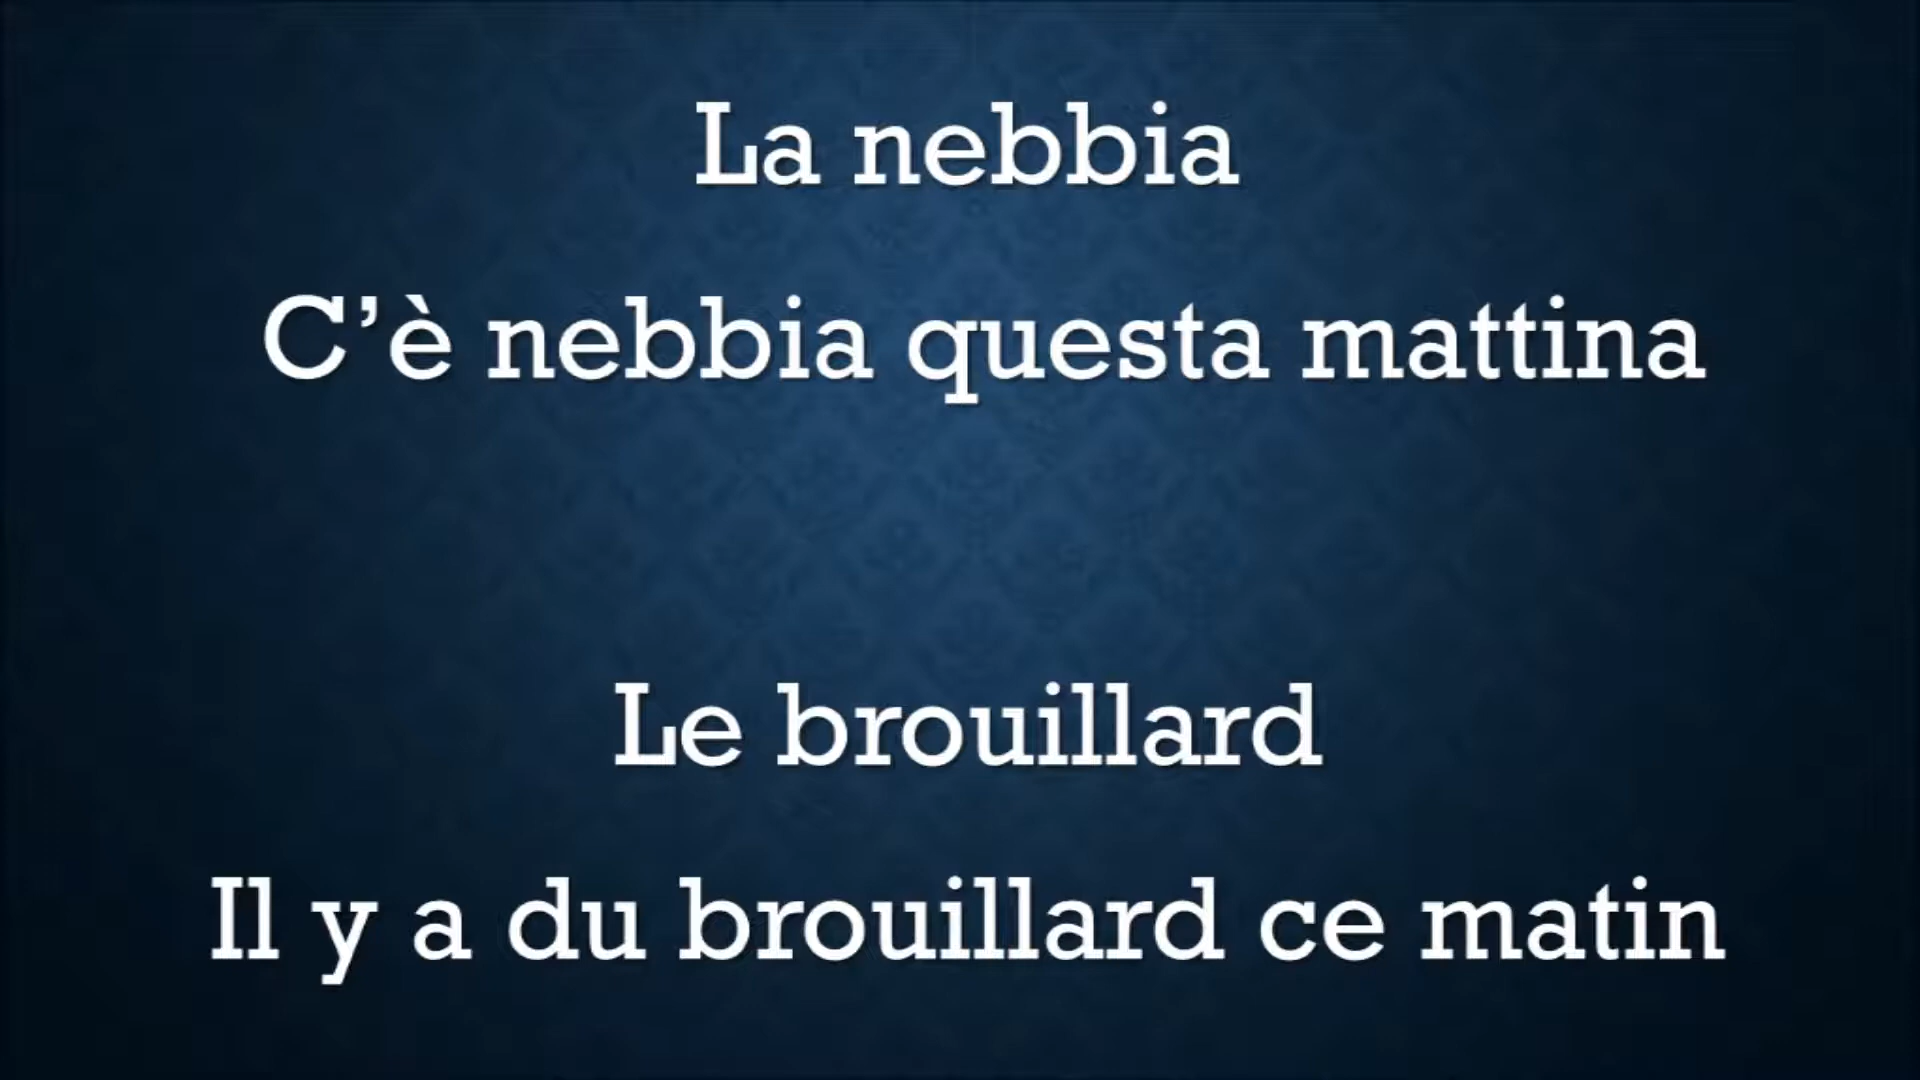 La nebbia
C’è nebbia questa mattina
Le brouillard
Il y a du brouillard ce matin